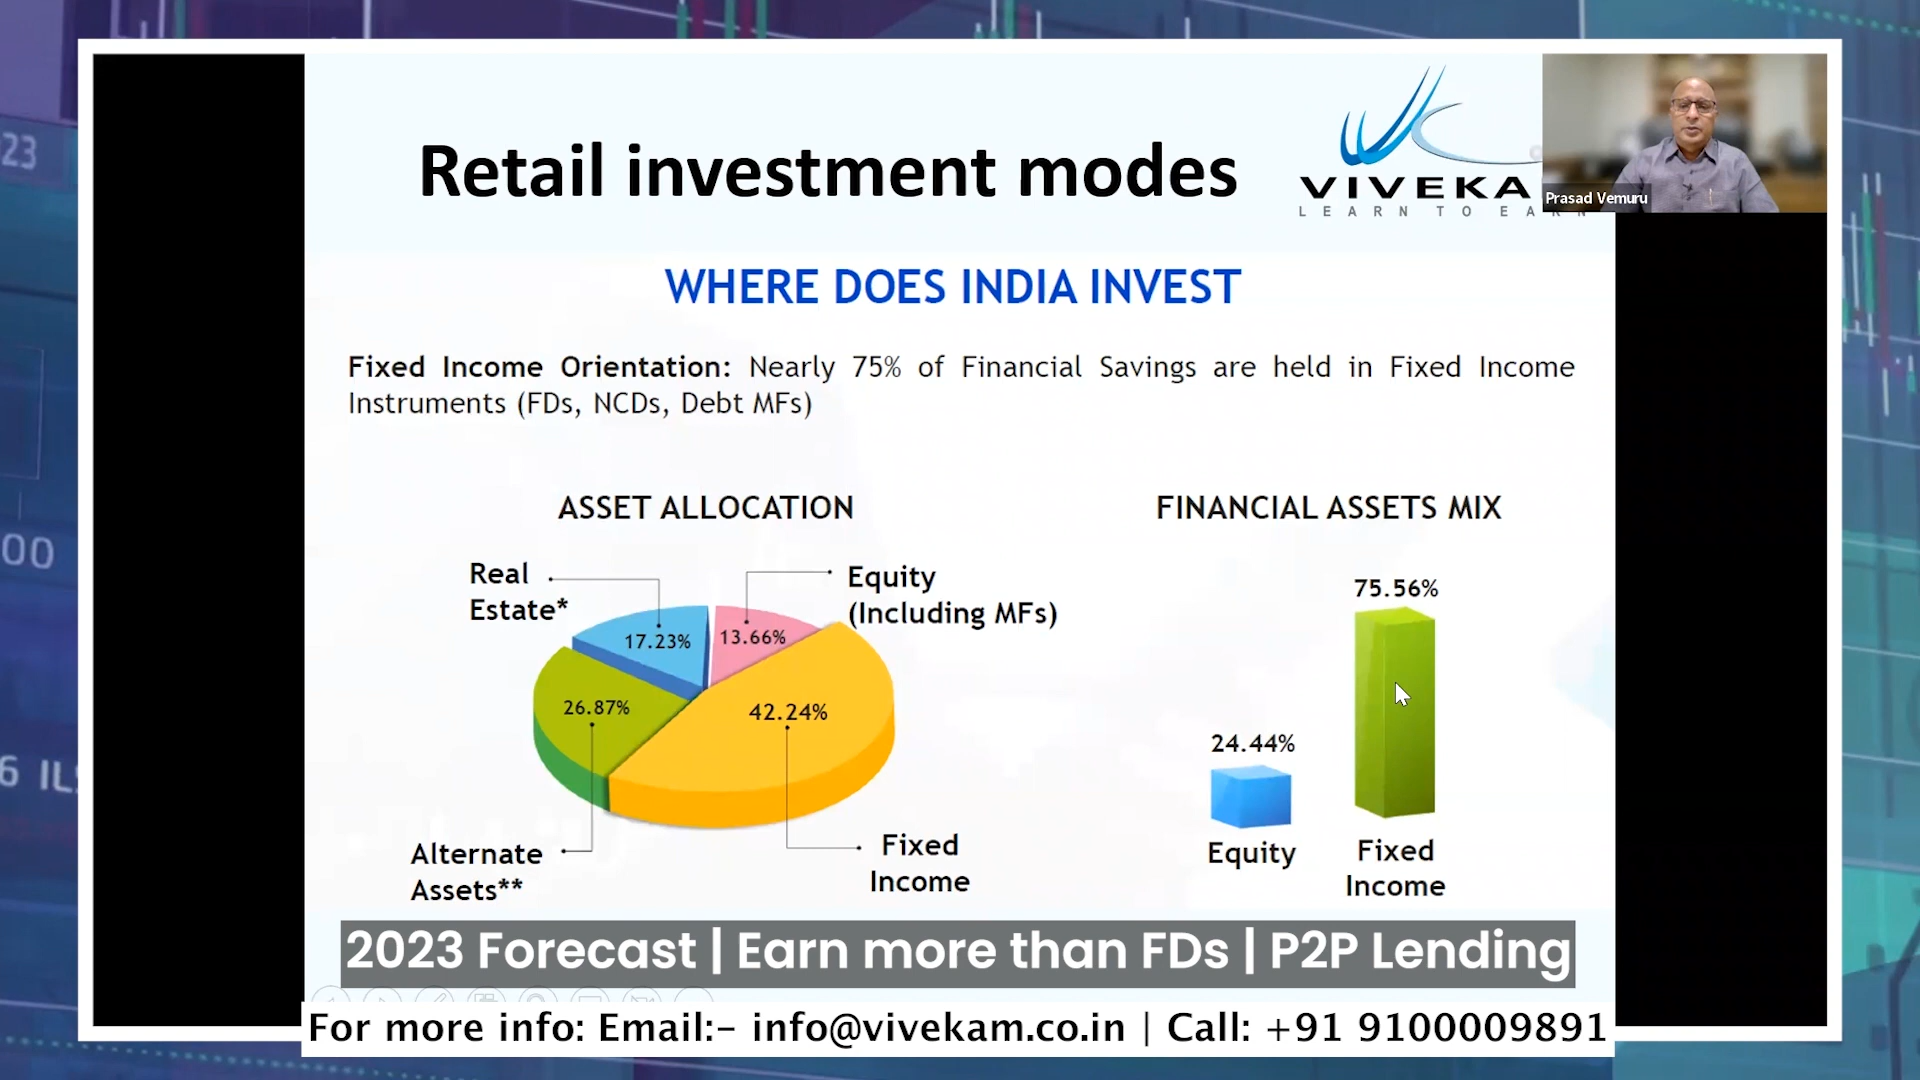 Retail investment modes
VIVEKA
LEARN TO EARN
Prasad Vemuru
WHERE DOES INDIA INVEST
Fixed Income Orientation: Nearly 75% of Financial Savings are held in Fixed Income
Instruments (FDs, NCDs, Debt MFs)
ASSET ALLOCATION
Real
Estate*
Equity
(Including MFs)
17.23%
13.66%
26.87%
42.24%
Alternate
Assets**
Fixed
Income
FINANCIAL ASSETS MIX
75.56%
24.44%
Equity
Fixed
Income
2023 Forecast | Earn more than FDs | P2P Lending
For more info: Email:- info@vivekam.co.in | Call: +91 9100009891
23
00
6 IL